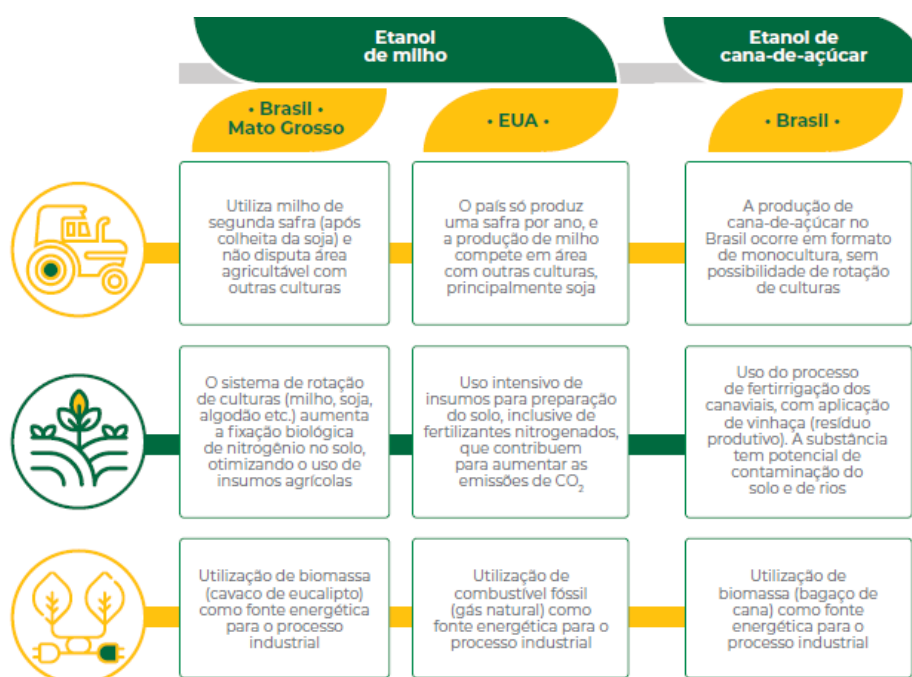 Etanol
de milho
Etanol de
cana-de-açúcar
• Brasil •
Mato Grosso
• EUA •
• Brasil •
Utiliza milho de
segunda safra (após
colheita da soja) e
não disputa área
agricultável com
outras culturas
O país só produz
uma safra por ano, e
a produção de milho
compete em área
com outras culturas,
principalmente soja
A produção de
cana-de-açúcar no
Brasil ocorre em formato
de monocultura, sem
possibilidade de rotação
de culturas
O sistema de rotação
de culturas (milho, soja,
algodão etc.) aumenta
a fixação biológica
de nitrogênio no solo,
otimizando o uso de
insumos agrícolas
Uso intensivo de
insumos para preparação
do solo, inclusive de
fertilizantes nitrogenados,
que contribuem
para aumentar as
emissões de CO₂
Uso do processo
de fertirrigação dos
canaviais, com aplicação
de vinhaça (resíduo
produtivo). A substância
tem potencial de
contaminação do
solo e de rios
Utilização de biomassa
(cavaco de eucalipto)
como fonte energética
para o processo
industrial
Utilização de
combustível fóssil
(gás natural) como
fonte energética para o
processo industrial
Utilização de
biomassa (bagaço de
cana) como fonte
energética para o
processo industrial